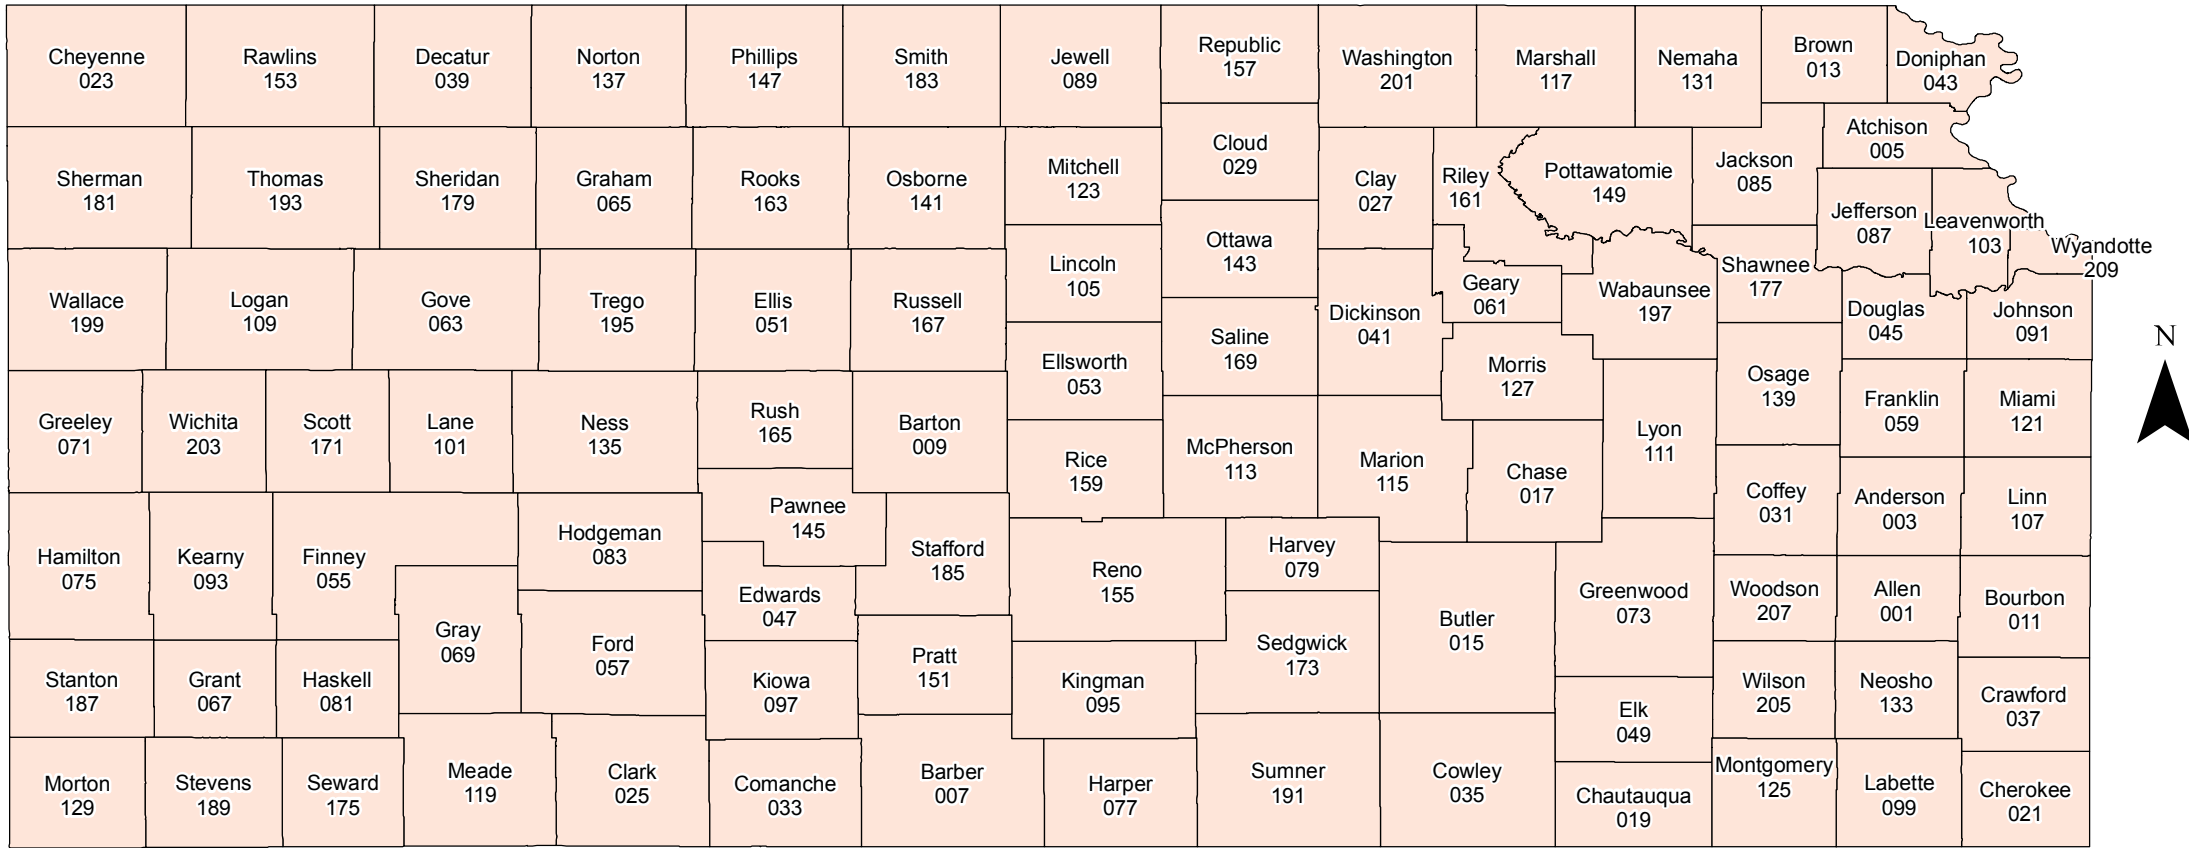 Cheyenne
023
Rawlins
153
Decatur
039
Norton
137
Phillips
147
Smith
183
Jewell
089
Republic
157
Washington
201
Marshall
117
Nemaha
131
Brown
013
Doniphan
043
Sherman
181
Thomas
193
Sheridan
179
Graham
065
Rooks
163
Osborne
141
Mitchell
123
Cloud
029
Clay
027
Riley
161
Pottawatomie
149
Jackson
085
Atchison
005
Jefferson
087
Leavenworth
103
Wyandotte
209
Wallace
199
Logan
109
Gove
063
Trego
195
Ellis
051
Russell
167
Lincoln
105
Ottawa
143
Dickinson
041
Geary
061
Wabaunsee
197
Shawnee
177
Douglas
045
Johnson
091
N
Ellsworth
053
Saline
169
Morris
127
Osage
139
Franklin
059
Miami
121
Greeley
071
Wichita
203
Scott
171
Lane
101
Ness
135
Rush
165
Barton
009
Rice
159
McPherson
113
Marion
115
Chase
017
Lyon
111
Coffey
031
Anderson
003
Linn
107
Hamilton
075
Kearny
093
Finney
055
Hodgeman
083
Pawnee
145
Stafford
185
Reno
155
Harvey
079
Edwards
047
Gray
069
Ford
057
Butler
015
Greenwood
073
Woodson
207
Allen
001
Bourbon
011
Stanton
187
Grant
067
Haskell
081
Kiowa
097
Pratt
151
Kingman
095
Sedgwick
173
Elk
049
Wilson
205
Neosho
133
Crawford
037
Morton
129
Stevens
189
Seward
175
Meade
119
Clark
025
Comanche
033
Barber
007
Harper
077
Sumner
191
Cowley
035
Chautauqua
019
Montgomery
125
Labette
099
Cherokee
021